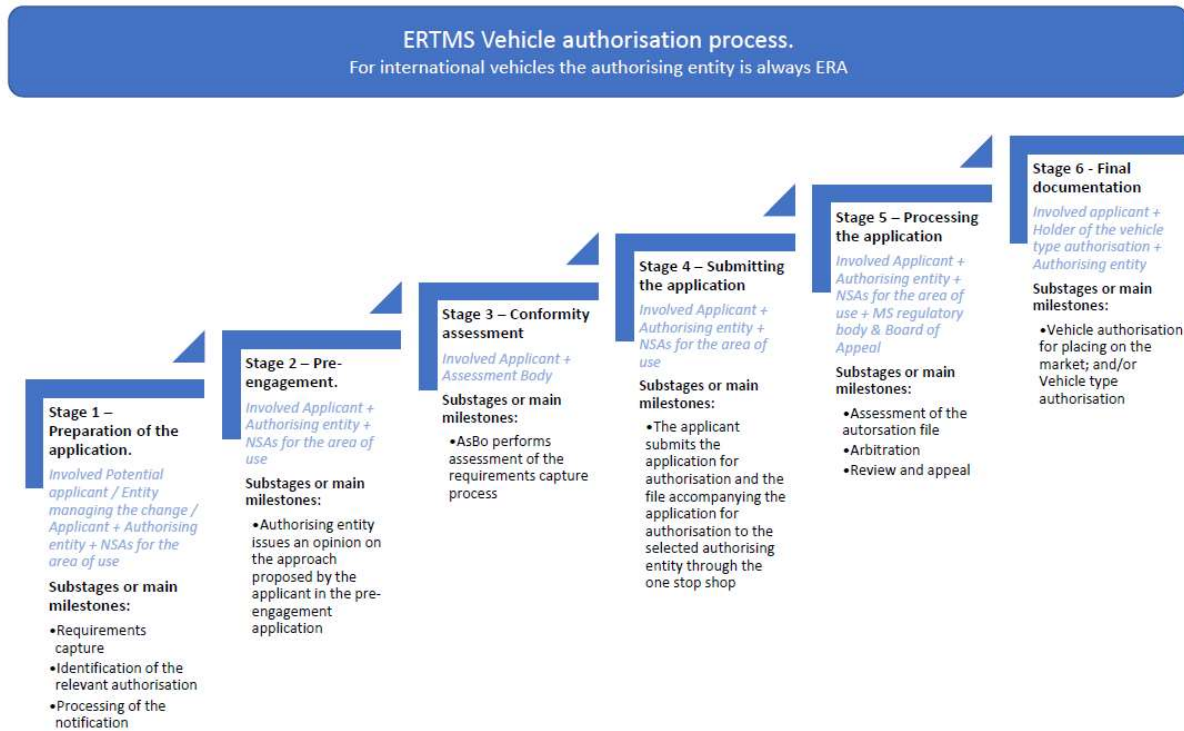 ERTMS Vehicle authorisation process.
For international vehicles the authorising entity is always ERA
Stage 1 –
Preparation of the
application.
Involved Potential
applicant / Entity
managing the change /
Applicant + Authorising
entity + NSAs for the
area of use
Substages or main
milestones:
•Requirements
capture
•Identification of the
relevant authorisation
•Processing of the
notification
Stage 2 – Pre-
engagement.
Involved Applicant +
Authorising entity +
NSAs for the area of
use
Substages or main
milestones:
•Authorising entity
issues an opinion on
the approach
proposed by the
applicant in the pre-
engagement
application
Stage 3 – Conformity
assessment
Involved Applicant +
Assessment Body
Substages or main
milestones:
•AsBo performs
assessment of the
requirements capture
process
Stage 4 – Submitting
the application
Involved Applicant +
Authorising entity +
NSAs for the area of
use
Substages or main
milestones:
•The applicant
submits the
application for
authorisation and the
file accompanying the
application for
authorisation to the
selected authorising
entity through the
one stop shop
Stage 5 – Processing
the application
Involved Applicant +
Authorising entity +
NSAs for the area of
use + MS regulatory
body & Board of
Appeal
Substages or main
milestones:
•Assessment of the
autorsation file
•Arbitration
•Review and appeal
Stage 6 - Final
documentation
Involved applicant +
Holder of the vehicle
type authorisation +
Authorising entity
Substages or main
milestones:
•Vehicle authorisation
for placing on the
market; and/or
Vehicle type
authorisation